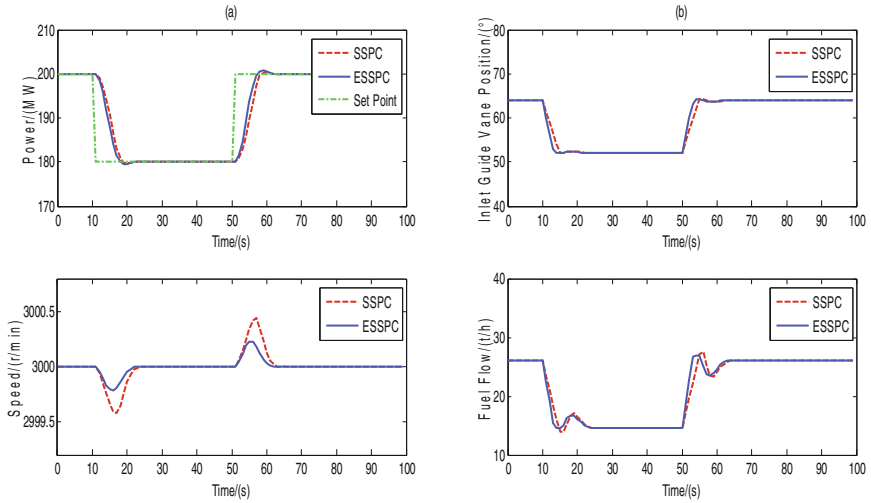 (a)
210
200
190
180
170
Power/(MW)
SSPC
ESSPC
Set Point
0 10 20 30 40 50 60 70 80 90 100
Time/(s)
(b)
80
70
60
50
40
Inlet Guide Vane Position/(°)
SSPC
ESSPC
0 10 20 30 40 50 60 70 80 90 100
Time/(s)
3000.5
3000
2999.5
Speed/(r/min)
SSPC
ESSPC
0 10 20 30 40 50 60 70 80 90 100
Time/(s)
40
30
20
10
Fuel Flow/(t/h)
SSPC
ESSPC
0 10 20 30 40 50 60 70 80 90 100
Time/(s)